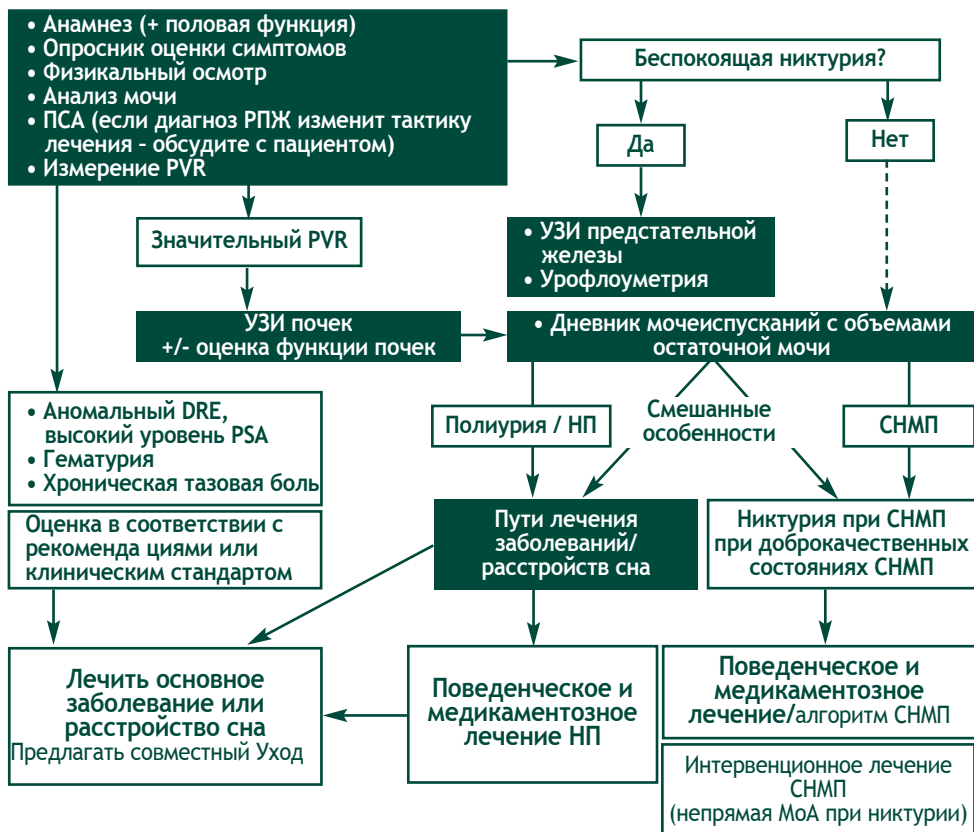 • Анамнез (+ половая функция)
• Опросник оценки симптомов
• Физикальный осмотр
• Анализ мочи
• ПСА (если диагноз РПЖ изменит тактику
лечения - обсудите с пациентом)
• Измерение PVR
Беспокоящая никтурия?
Да
Нет
Значительный PVR
• УЗИ предстательной
железы
• Урофлоуметрия
УЗИ почек
+/- оценка функции почек
• Дневник мочеиспусканий с объемами
остаточной мочи
• Аномальный DRE,
высокий уровень PSA
• Гематурия
• Хроническая тазовая боль
Полиурия / НП
Смешанные
особенности
СНМП
Оценка в соответствии с
рекоменда циями или
клиническим стандартом
Пути лечения
заболеваний/
расстройств сна
Никтурия при СНМП
при доброкачественных
состояниях СНМП
Лечить основное
заболевание или
расстройство сна
Предлагать совместный Уход
Поведенческое и
медикаментозное
лечение НП
Поведенческое и
медикаментозное
лечение/алгоритм СНМП
Интервенционное лечение
СНМП
(непрямая МоА при никтурии)